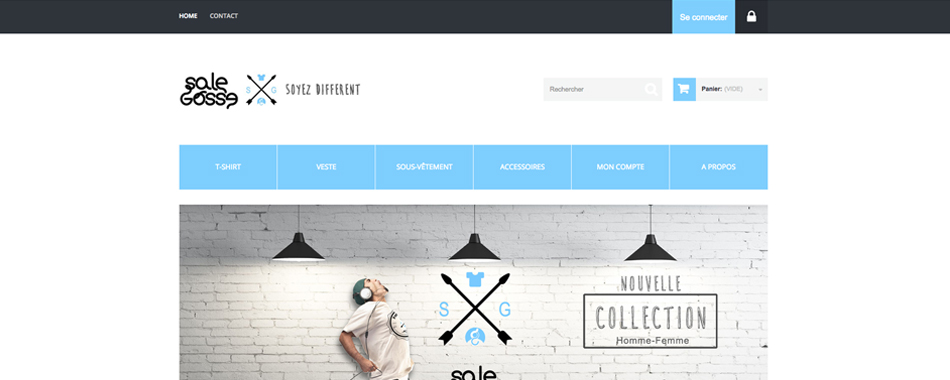 HOME CONTACT Se connecter
sale
Gosse
S G
SOYEZ DIFFERENT
Rechercher
Panier: (VIDE)
T-SHIRT VESTE SOUS-VÊTEMENT ACCESSOIRES MON COMPTE A PROPOS
S G
NOUVELLE
COLLECTION
Homme-Femme
sale